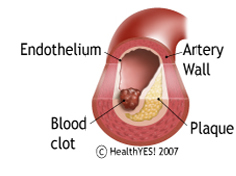 Endothelium
Artery
Wall
Blood
clot
Plaque
© HealthYES! 2007